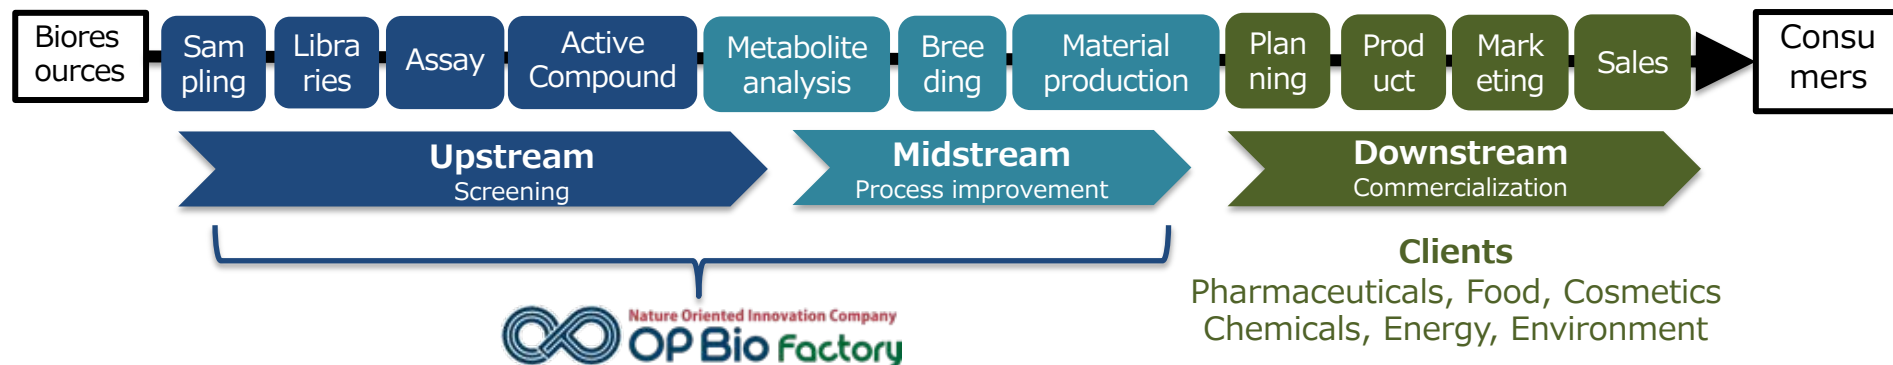 Biores
ources
Sam
pling
Libra
ries
Assay
Active
Compound
Metabolite
analysis
Bree
ding
Material
production
Plan
ning
Prod
uct
Mark
eting
Sales
Consu
mers
Upstream
Screening
Midstream
Process improvement
Downstream
Commercialization
Clients
Pharmaceuticals, Food, Cosmetics
Chemicals, Energy, Environment
Nature Oriented Innovation Company
OP Bio Factory